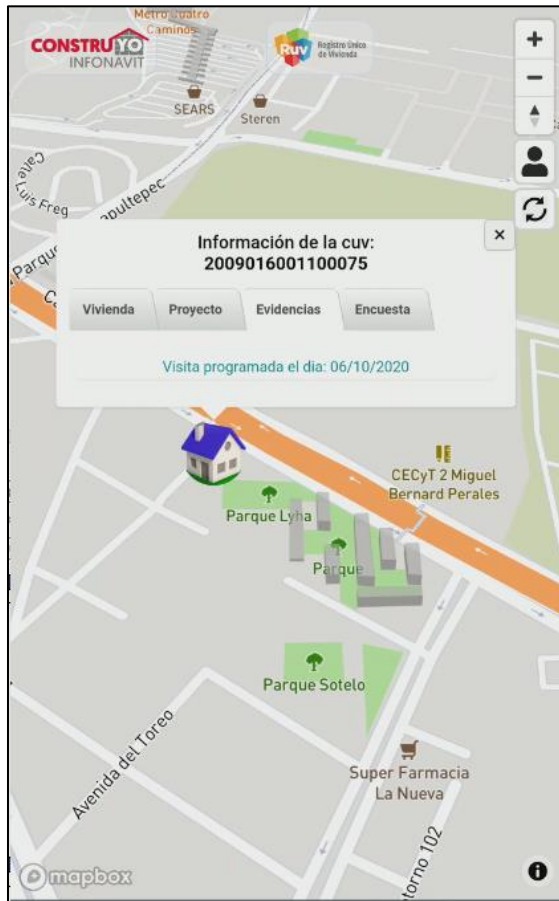 Metro Cuatro
Caminos
CONSTRUYO
INFONAVIT
Ruv
Registro Único
de Vivienda
SEARS
Steren
Calle
Luis Freg
Parque
apultepec
Información de la cuv:
2009016001100075
Vivienda
Proyecto
Evidencias
Encuesta
Visita programada el dia: 06/10/2020
CECyT 2 Miguel
Bernard Perales
Parque Lyha
Parque
Parque Sotelo
Avenida del Toreo
Super Farmacia
La Nueva
torno 102
mapbox